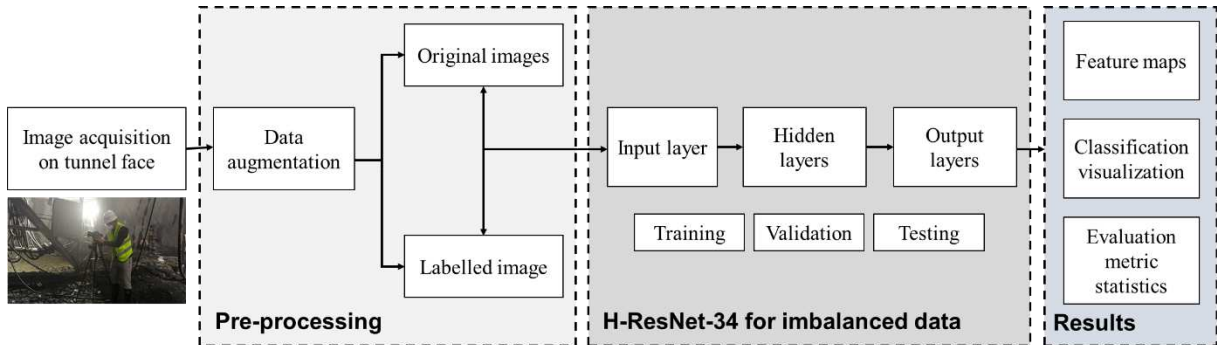 Image acquisition
on tunnel face
Data
augmentation
Original images
Labelled image
Pre-processing
Input layer
Hidden
layers
Output
layers
Training
Validation
Testing
H-ResNet-34 for imbalanced data
Feature maps
Classification
visualization
Evaluation
metric
statistics
Results